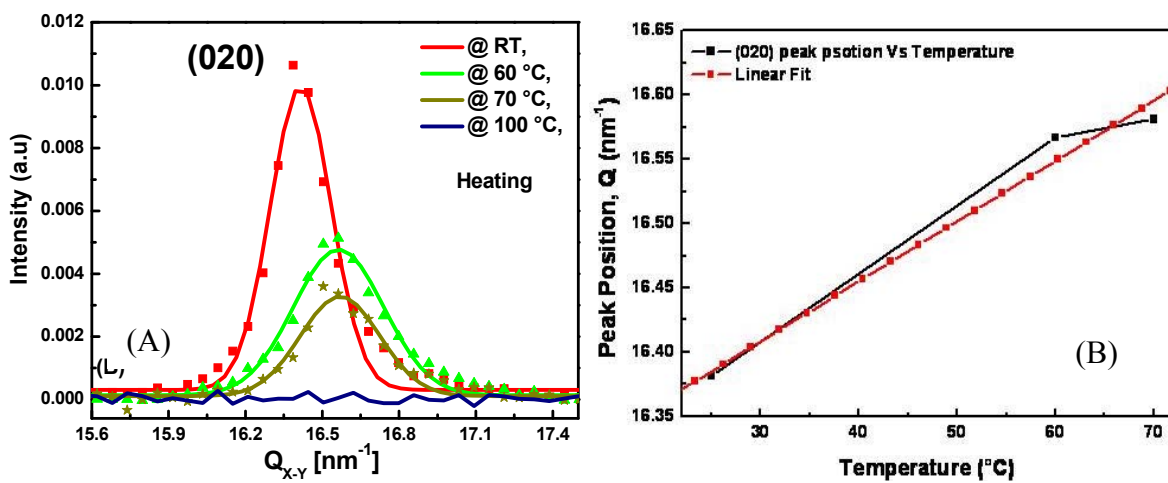 0.012
0.010
0.008
0.006
0.004
0.002
0.000
Intensity (a.u)
(020)
@ RT,
@ 60 °C,
@ 70 °C,
@ 100 °C,
Heating
(A)
15.6 15.9 16.2 16.5 16.8 17.1 17.4
Q_X-Y [nm⁻¹]
16.65
16.60
16.55
16.50
16.45
16.40
16.35
Peak Position, Q (nm⁻¹)
(020) peak psotion Vs Temperature
Linear Fit
(B)
30 40 50 60 70
Temperature (°C)